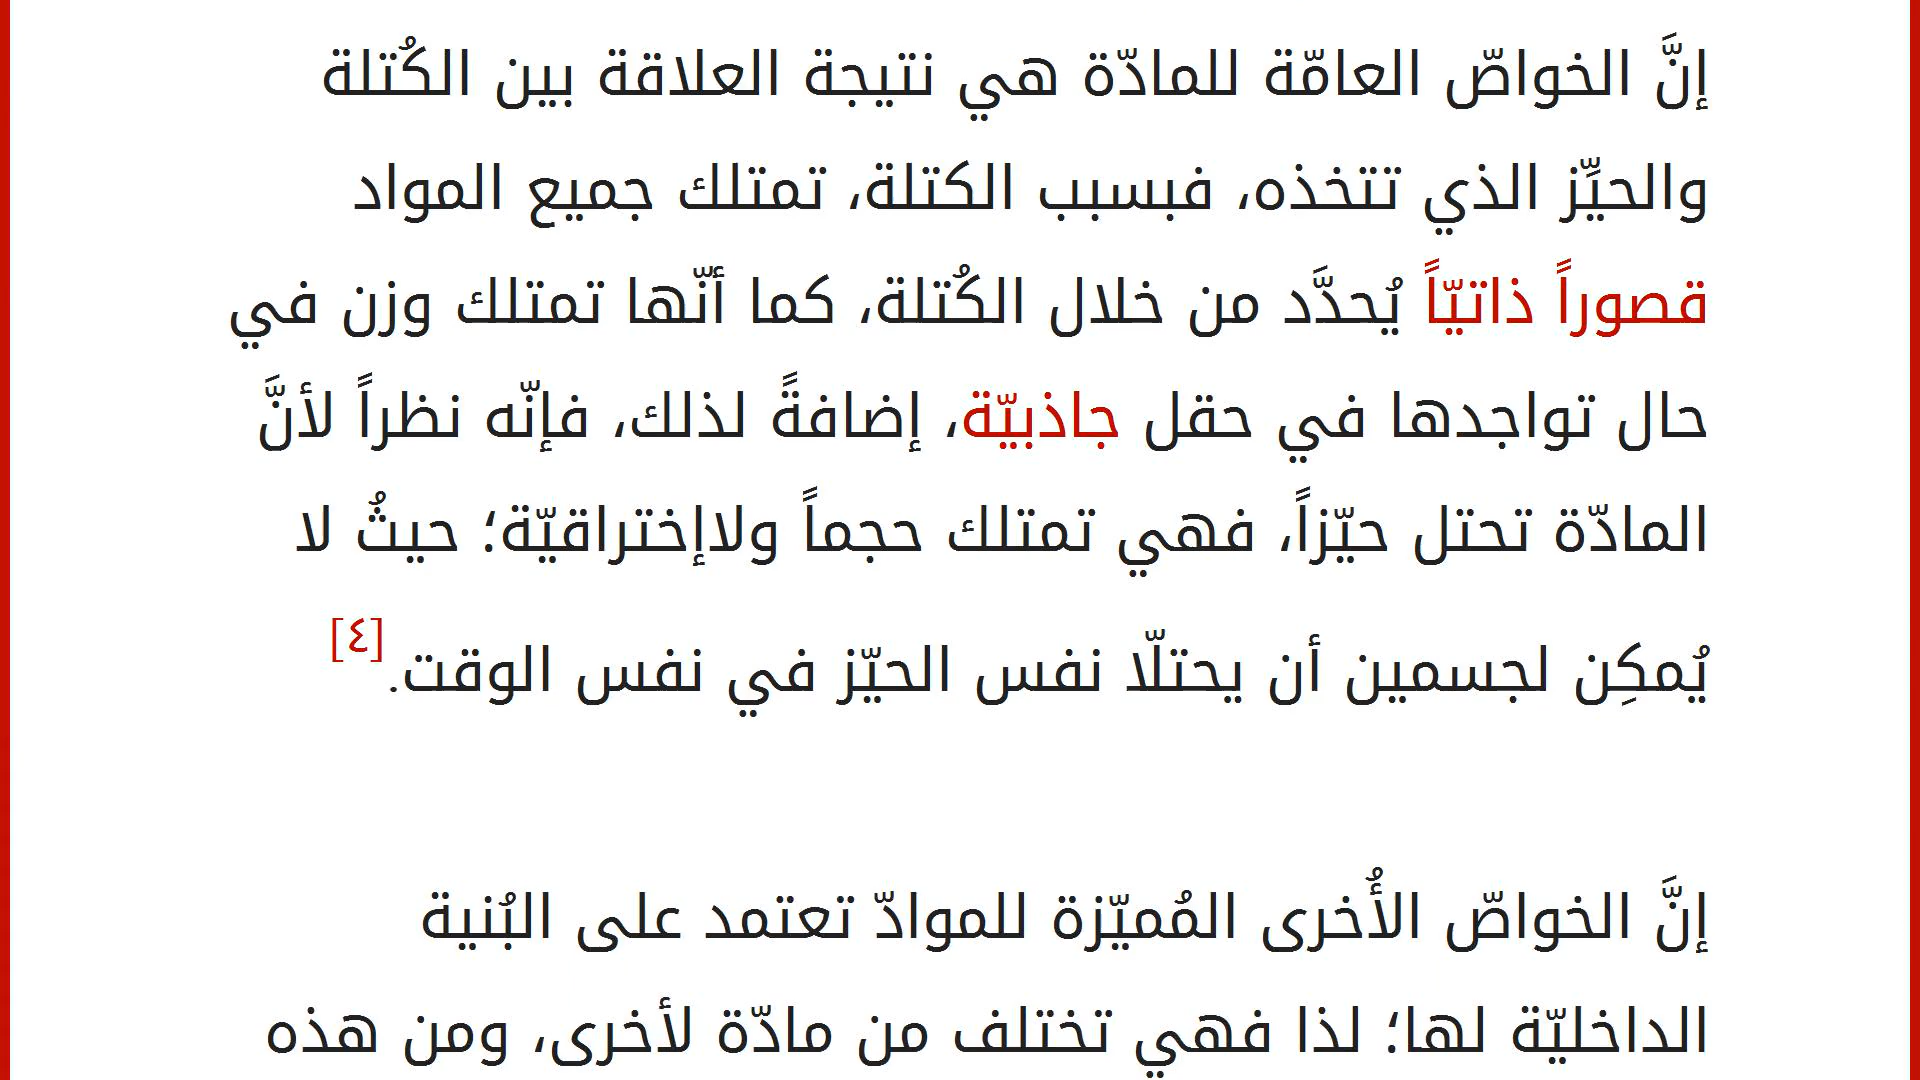 إنَّ الخواصّ العامّة للمادّة هي نتيجة العلاقة بين الكُتلة
والحيِّز الذي تتخذه، فبسبب الكتلة، تمتلك جميع المواد
قصوراً ذاتيّاً يُحدَّد من خلال الكُتلة، كما أنّها تمتلك وزن في
حال تواجدها في حقل جاذبيّة، إضافةً لذلك، فإنّه نظراً لأنَّ
المادّة تحتل حيّزاً، فهي تمتلك حجماً ولاإختراقيّة؛ حيثُ لا
يُمكِن لجسمين أن يحتلّا نفس الحيّز في نفس الوقت.[٤]
إنَّ الخواصّ الأُخرى المُميّزة للموادّ تعتمد على البُنية
الداخليّة لها؛ لذا فهي تختلف من مادّة لأخرى، ومن هذه